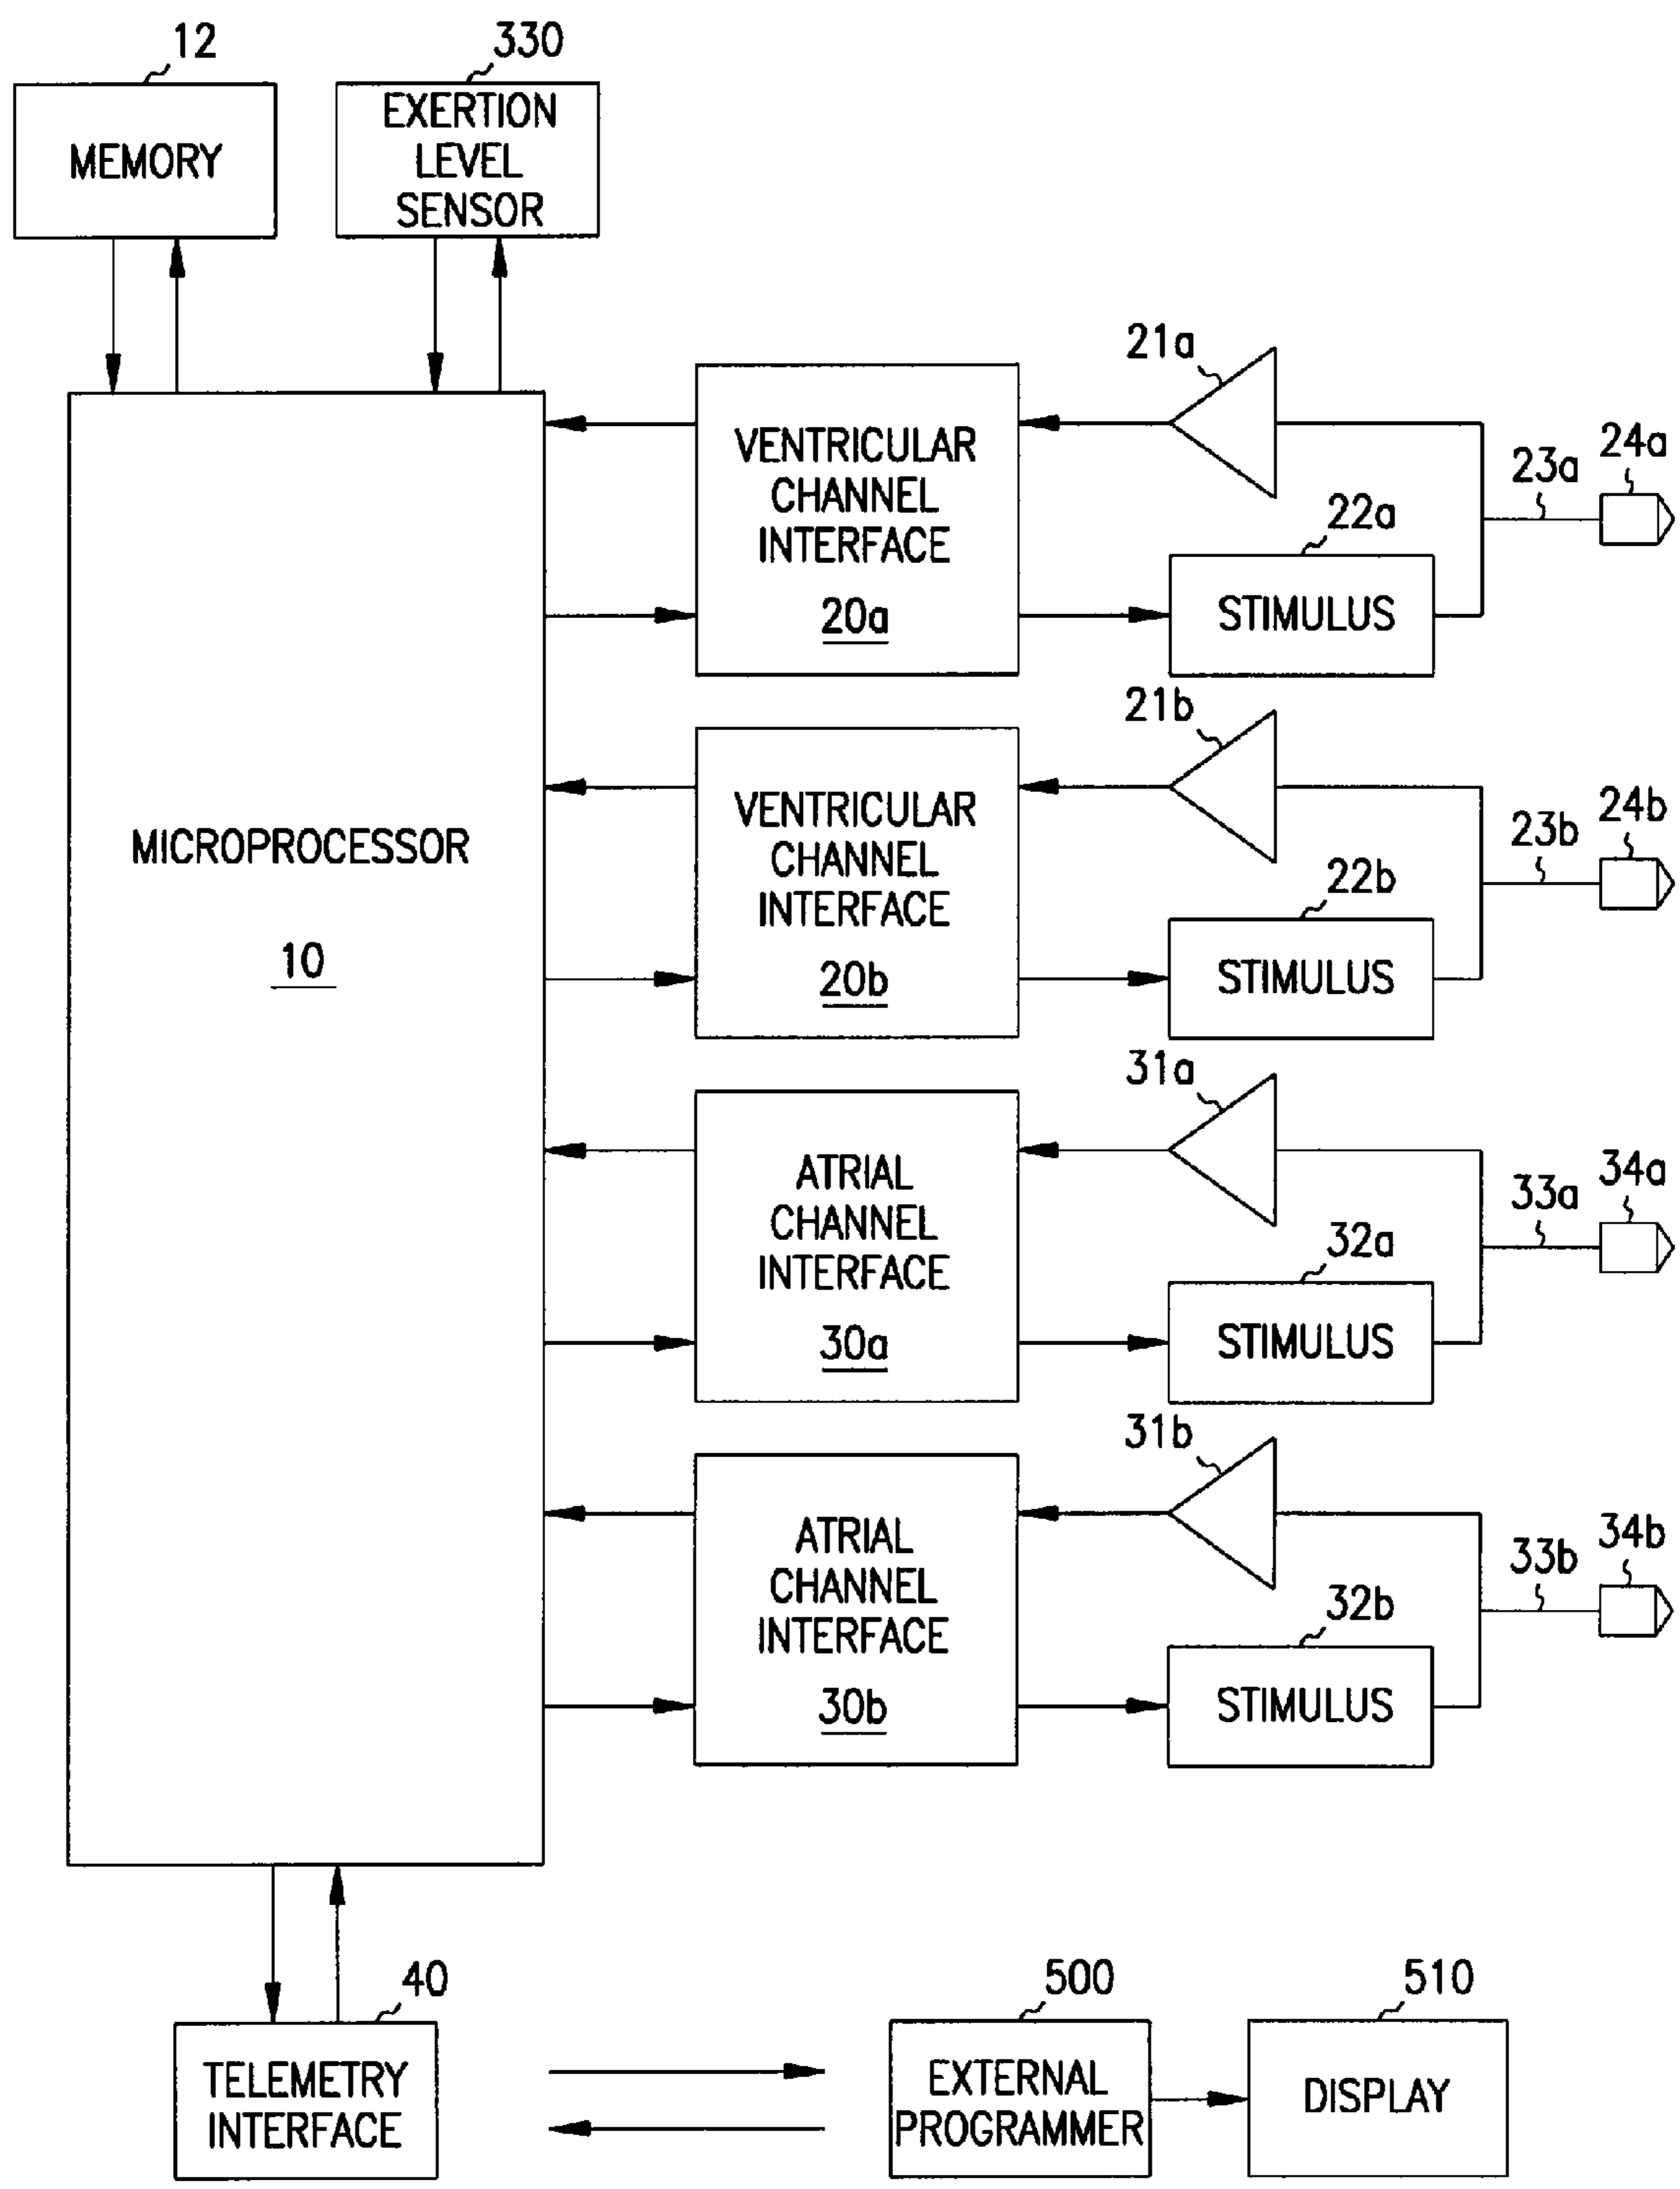 12
330
MEMORY
EXERTION
LEVEL
SENSOR
MICROPROCESSOR
10
VENTRICULAR
CHANNEL
INTERFACE
20a
21a
22a
STIMULUS
23a
24a
VENTRICULAR
CHANNEL
INTERFACE
20b
21b
22b
STIMULUS
23b
24b
ATRIAL
CHANNEL
INTERFACE
30a
31a
32a
STIMULUS
33a
34a
ATRIAL
CHANNEL
INTERFACE
30b
31b
32b
STIMULUS
33b
34b
40
TELEMETRY
INTERFACE
500
EXTERNAL
PROGRAMMER
510
DISPLAY